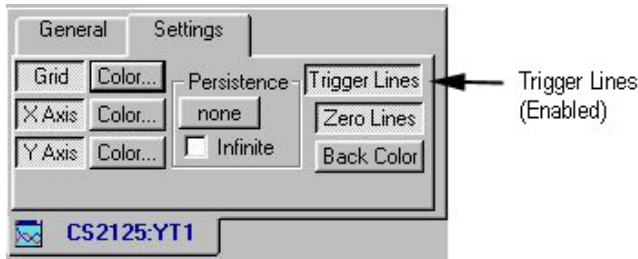 General Settings
Grid Color... Persistence Trigger Lines Trigger Lines
X Axis Color... none Zero Lines (Enabled)
Y Axis Color... Infinite Back Color
CS2125:YT1